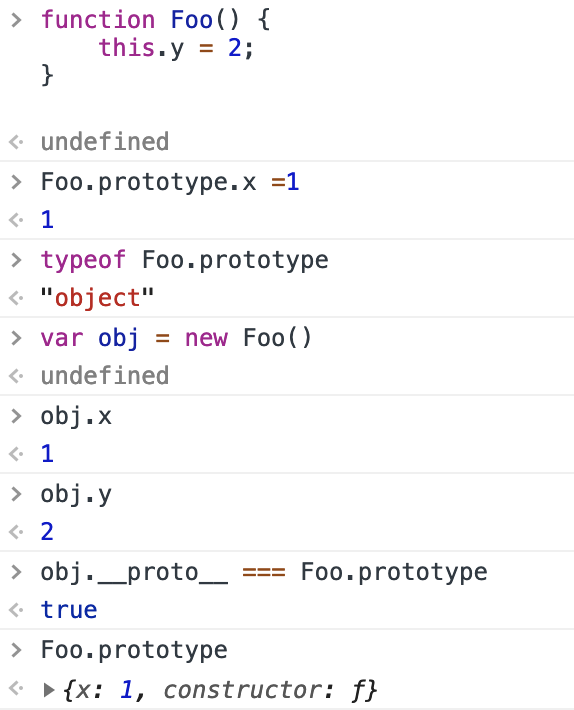 > function Foo() {
    this.y = 2;
}
undefined
> Foo.prototype.x =1
1
> typeof Foo.prototype
"object"
> var obj = new Foo()
undefined
> obj.x
1
> obj.y
2
> obj.__proto__ === Foo.prototype
true
> Foo.prototype
▶{x: 1, constructor: ƒ}